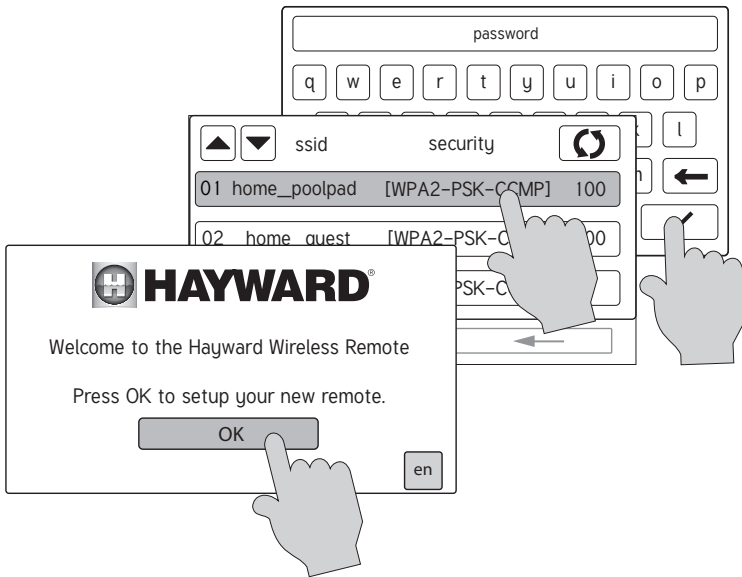 password
q w e r t y u i o p
l
ssid security
01 home_poolpad [WPA2-PSK-CCMP] 100
02 home guest [WPA2-PSK-C 00
PSK-C
HAYWARD®
Welcome to the Hayward Wireless Remote
Press OK to setup your new remote.
OK
en